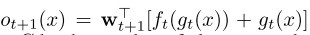 o_{t+1}(x) = \mathbf{w}_{t+1}^{\top}[f_t(g_t(x)) + g_t(x)]